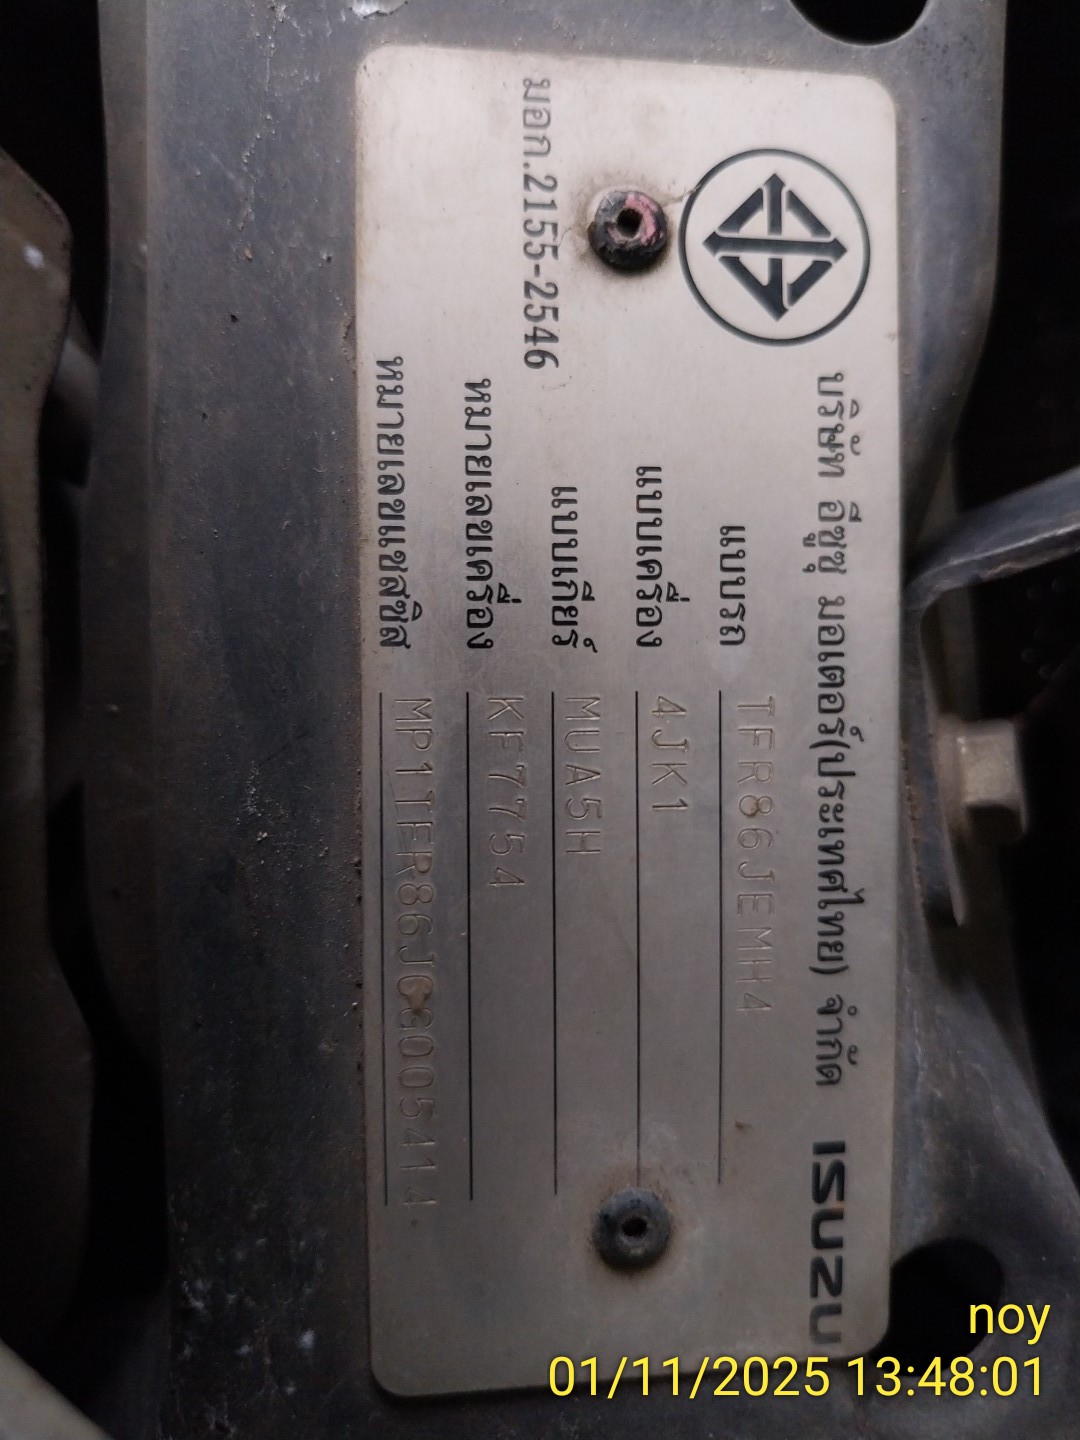 บริษัท อีซูซุ มอเตอร์(ประเทศไทย) จำกัด ISUZU
แบบรถ TFR86JEMH4
แบบเครื่อง 4JK1
แบบเกียร์ MUA5H
มอก.2155-2546
หมายเลขเครื่อง KF7754
หมายเลขแชสซิส MP1TFR86JGG005414
noy
01/11/2025 13:48:01